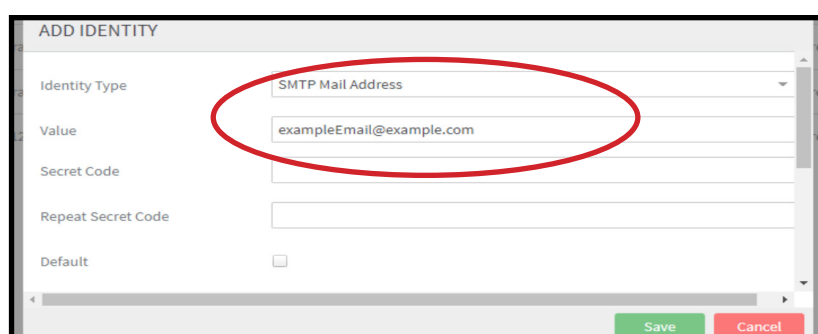 ADD IDENTITY
Identity Type SMTP Mail Address
Value exampleEmail@example.com
Secret Code
Repeat Secret Code
Default
Save Cancel